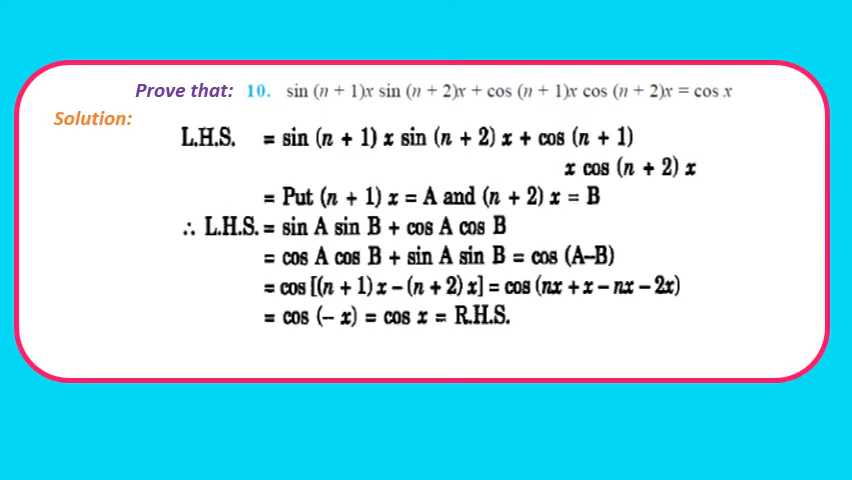 Prove that: 10. sin (n + 1)x sin (n + 2)x + cos (n + 1)x cos (n + 2)x = cos x
Solution:
L.H.S. = sin (n + 1) x sin (n + 2) x + cos (n + 1)
x cos (n + 2) x
= Put (n + 1) x = A and (n + 2) x = B
∴ L.H.S. = sin A sin B + cos A cos B
= cos A cos B + sin A sin B = cos (A–B)
= cos [(n + 1) x – (n + 2) x] = cos (nx + x – nx – 2x)
= cos (– x) = cos x = R.H.S.